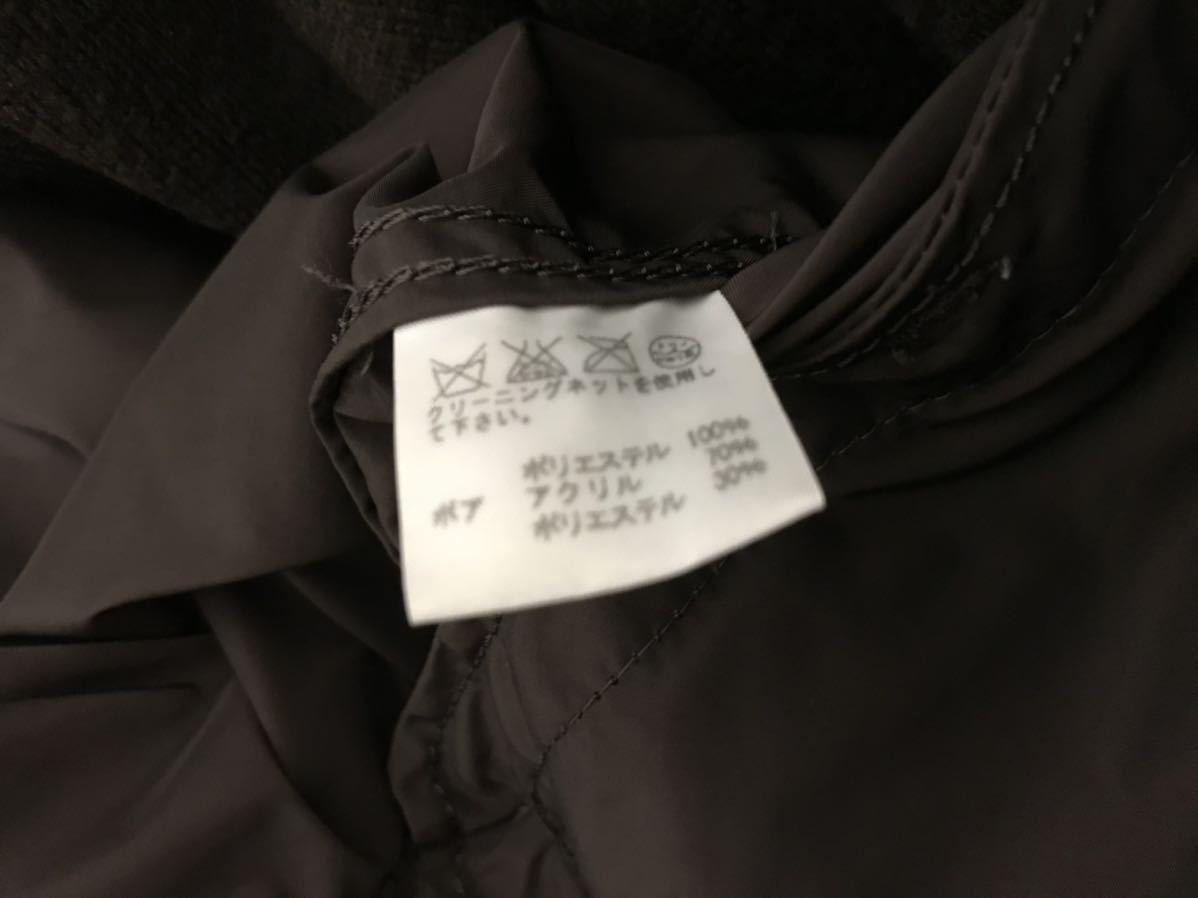 クリーニングネットを使用し
て下さい。
ポリエステル 100%
ボア アクリル 70%
ポリエステル 30%